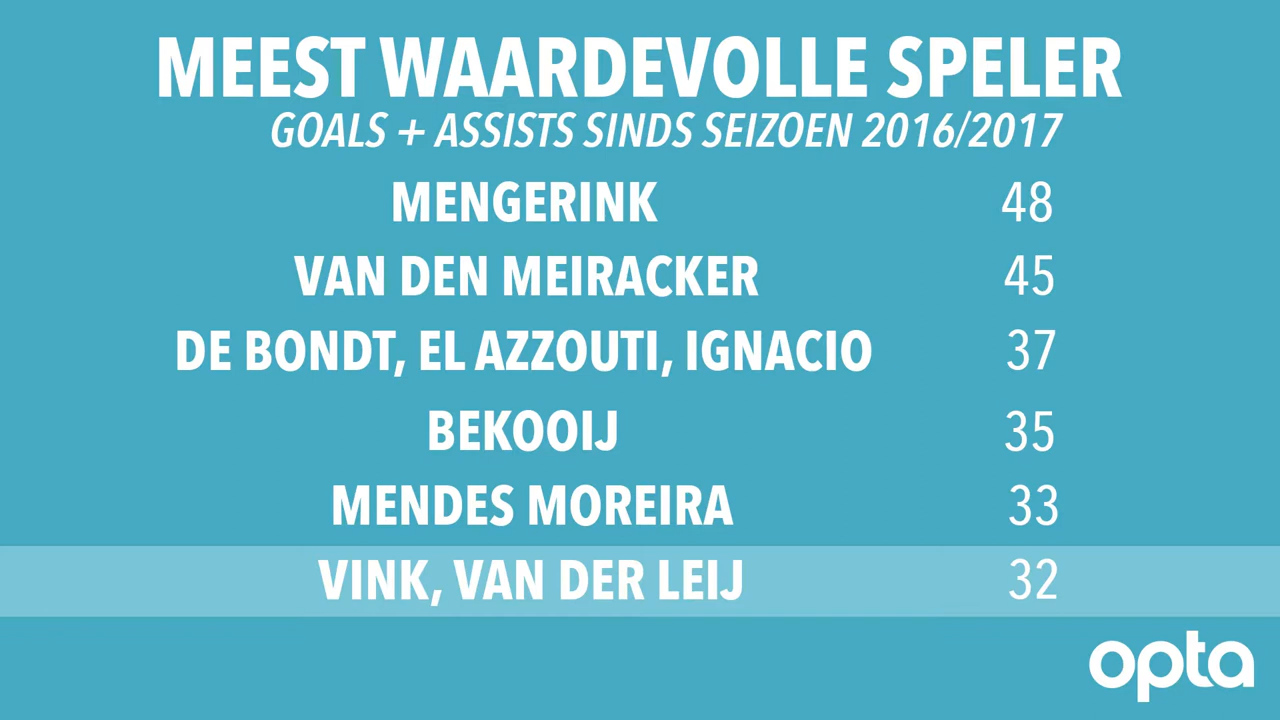 MEEST WAARDEVOLLE SPELER
GOALS + ASSISTS SINDS SEIZOEN 2016/2017
MENGERINK 48
VAN DEN MEIRACKER 45
DE BONDT, EL AZZOUTI, IGNACIO 37
BEKOOIJ 35
MENDES MOREIRA 33
VINK, VAN DER LEIJ 32
opta